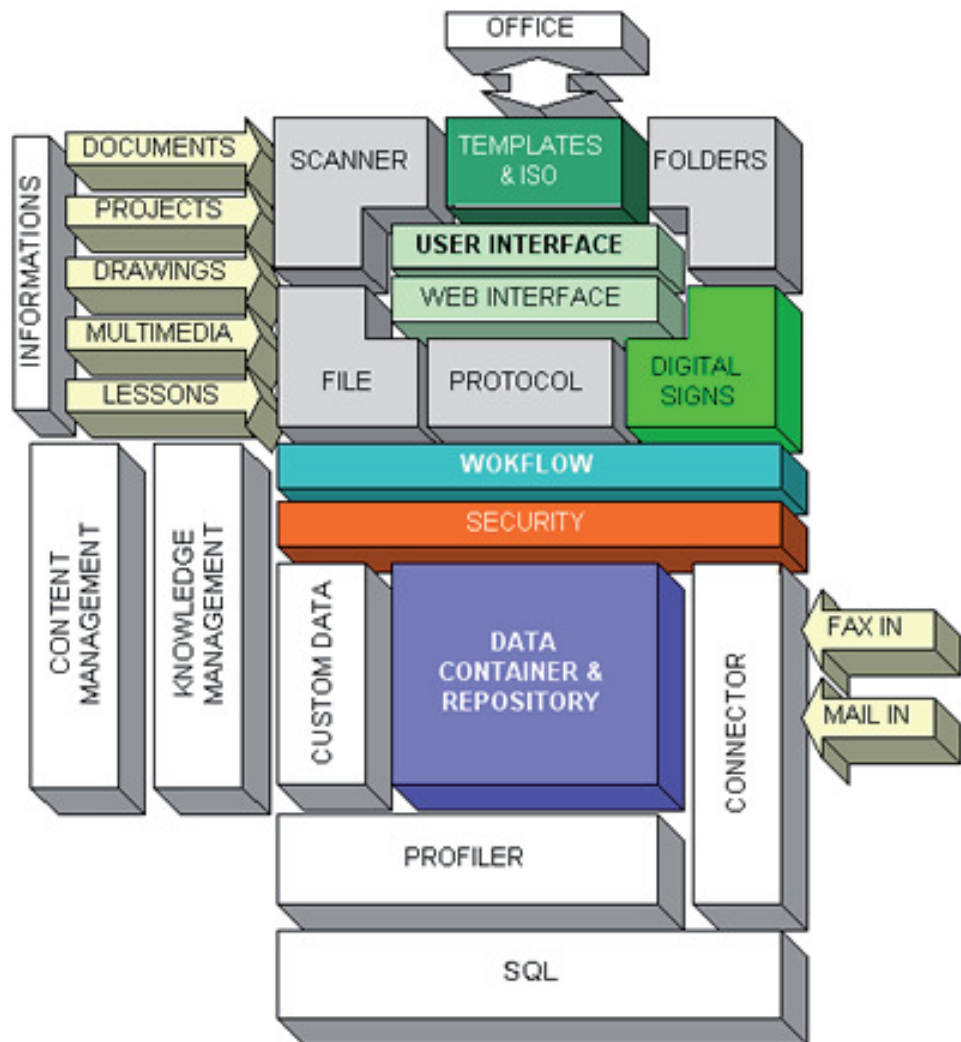 OFFICE
INFORMATIONS
DOCUMENTS
PROJECTS
DRAWINGS
MULTIMEDIA
LESSONS
SCANNER
TEMPLATES
& ISO
FOLDERS
USER INTERFACE
WEB INTERFACE
FILE
PROTOCOL
DIGITAL
SIGNS
WOKFLOW
SECURITY
CONTENT
MANAGEMENT
KNOWLEDGE
MANAGEMENT
CUSTOM DATA
DATA
CONTAINER &
REPOSITORY
CONNECTOR
FAX IN
MAIL IN
PROFILER
SQL